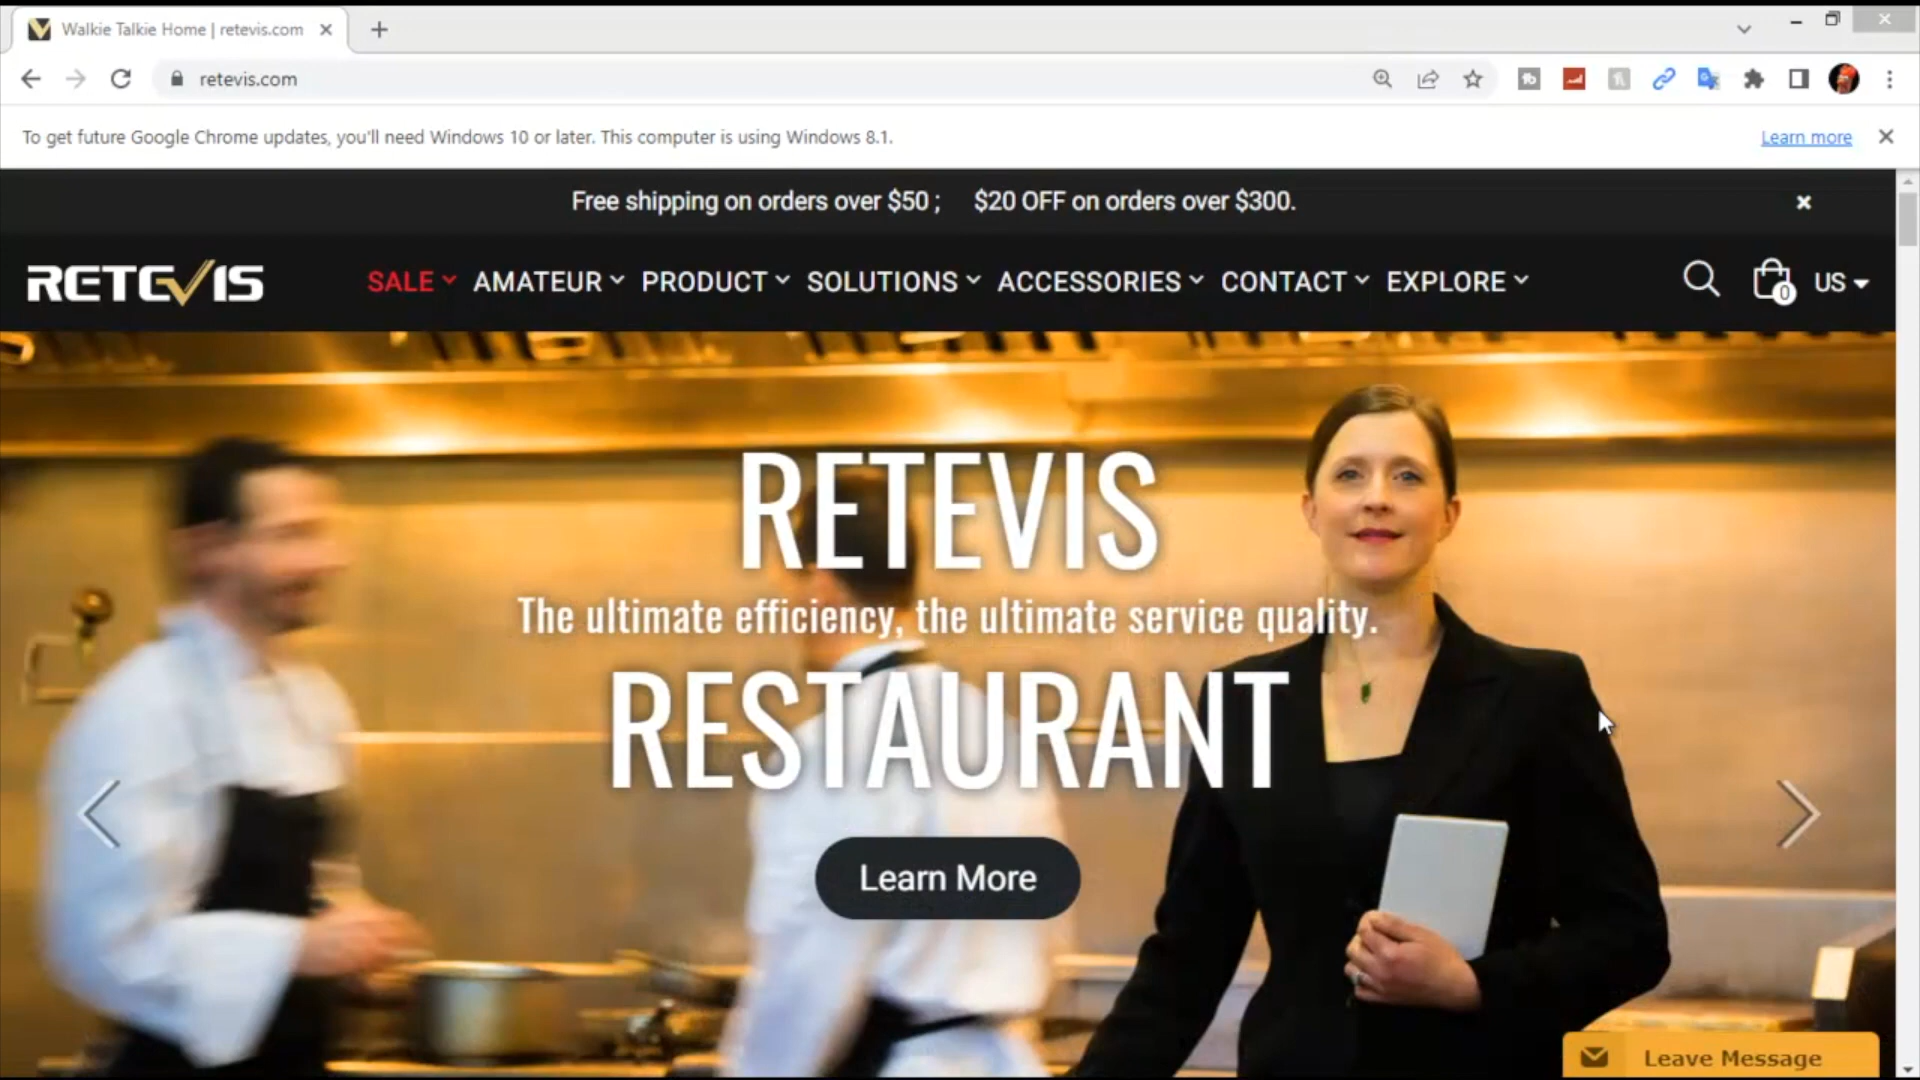 Walkie Talkie Home | retevis.com
retevis.com
To get future Google Chrome updates, you'll need Windows 10 or later. This computer is using Windows 8.1.
Learn more
Free shipping on orders over $50 ; $20 OFF on orders over $300.
RETEVIS
SALE AMATEUR PRODUCT SOLUTIONS ACCESSORIES CONTACT EXPLORE
0
US
RETEVIS
The ultimate efficiency, the ultimate service quality.
RESTAURANT
Learn More
Leave Message